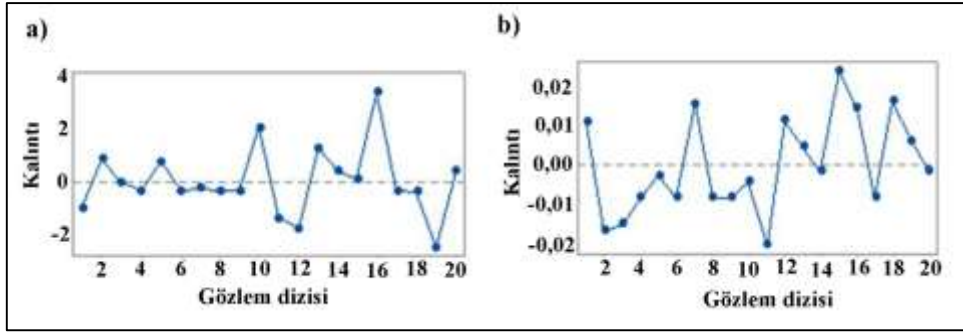 a)
4
2
0
-2
Kalıntı
2 4 6 8 10 12 14 16 18 20
Gözlem dizisi
b)
0,02
0,01
0,00
-0,01
-0,02
Kalıntı
2 4 6 8 10 12 14 16 18 20
Gözlem dizisi